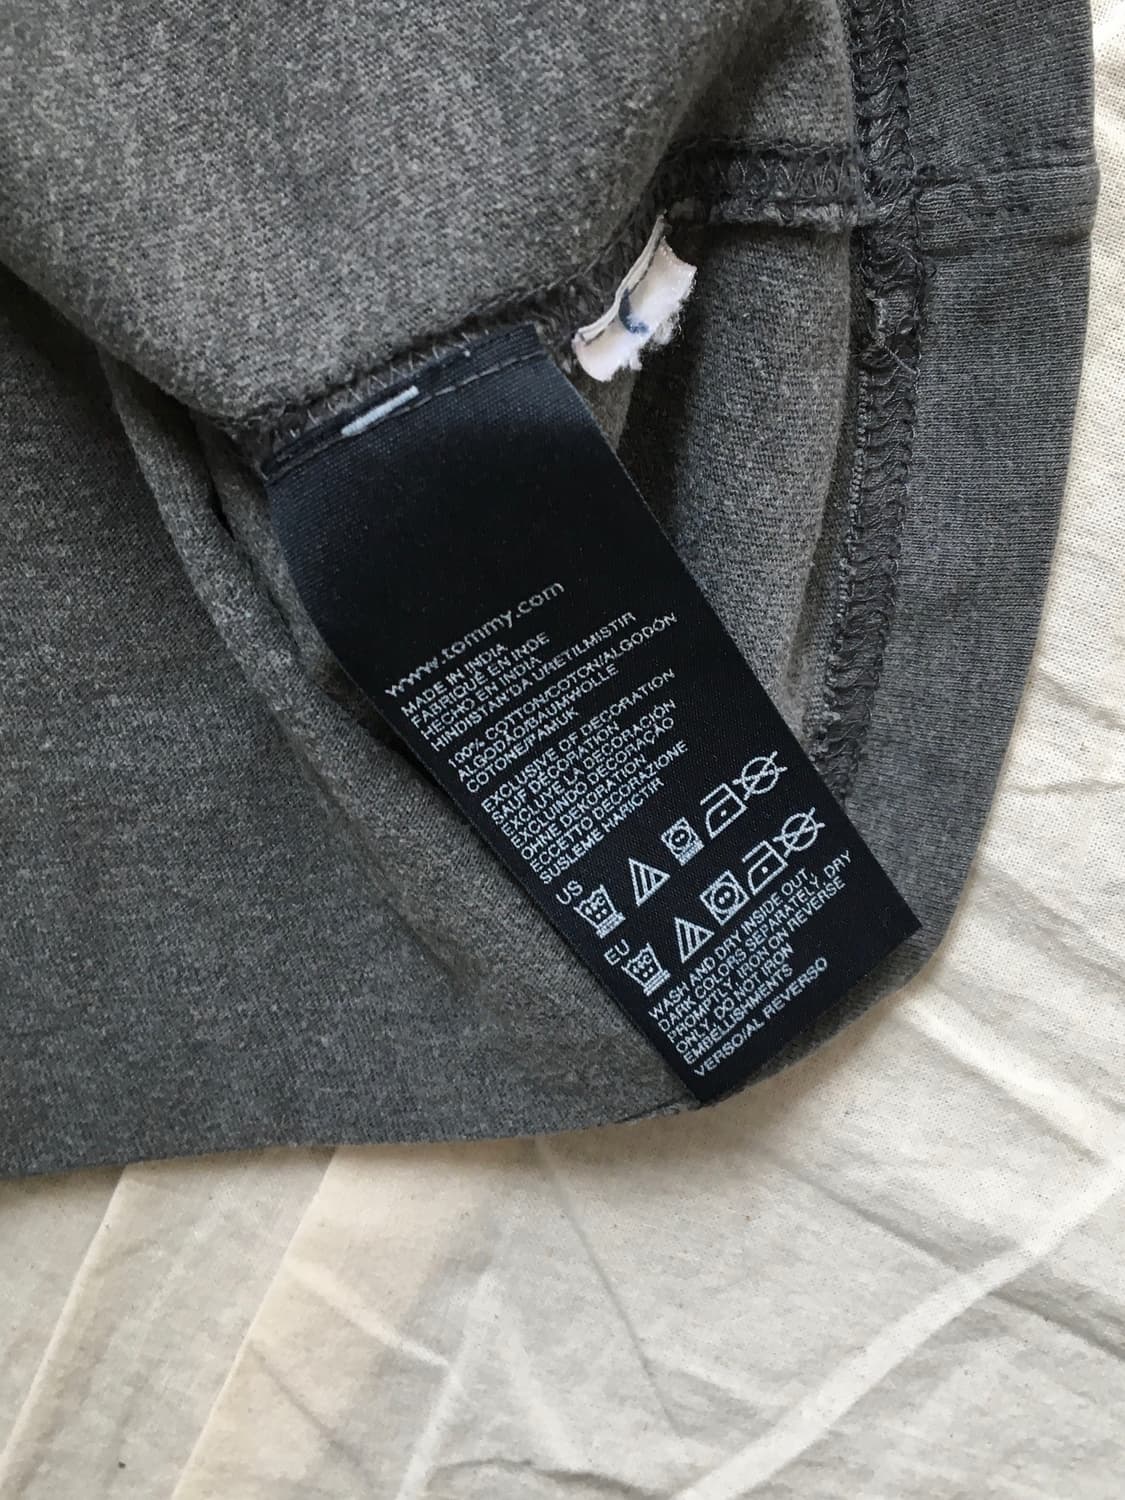 www.tommy.com
MADE IN INDIA
FABRIQUÉ EN INDE
HECHO EN INDIA
HINDISTAN'DA ÜRETILMISTIR
100% COTTON/COTON/ALGODÓN
ALGODÃO/BAUMWOLLE
COTONE/PAMUK
EXCLUSIVE OF DECORATION
SAUF DÉCORATION
EXCLUYE LA DECORACIÓN
EXCLUINDO DECORAÇÃO
OHNE DEKORATION
ECCETTO DECORAZIONE
SUSLEME HARICTIR
US
EU
WASH AND DRY INSIDE OUT,
DARK COLORS SEPARATELY, DRY
PROMPTLY, IRON ON REVERSE
ONLY, DO NOT IRON
EMBELLISHMENTS
VERSO/AL REVERSO